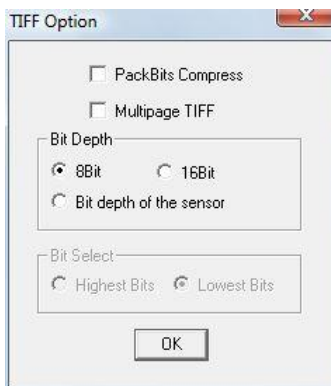 TIFF Option
PackBits Compress
Multipage TIFF
Bit Depth
8Bit 16Bit
Bit depth of the sensor
Bit Select
Highest Bits Lowest Bits
OK